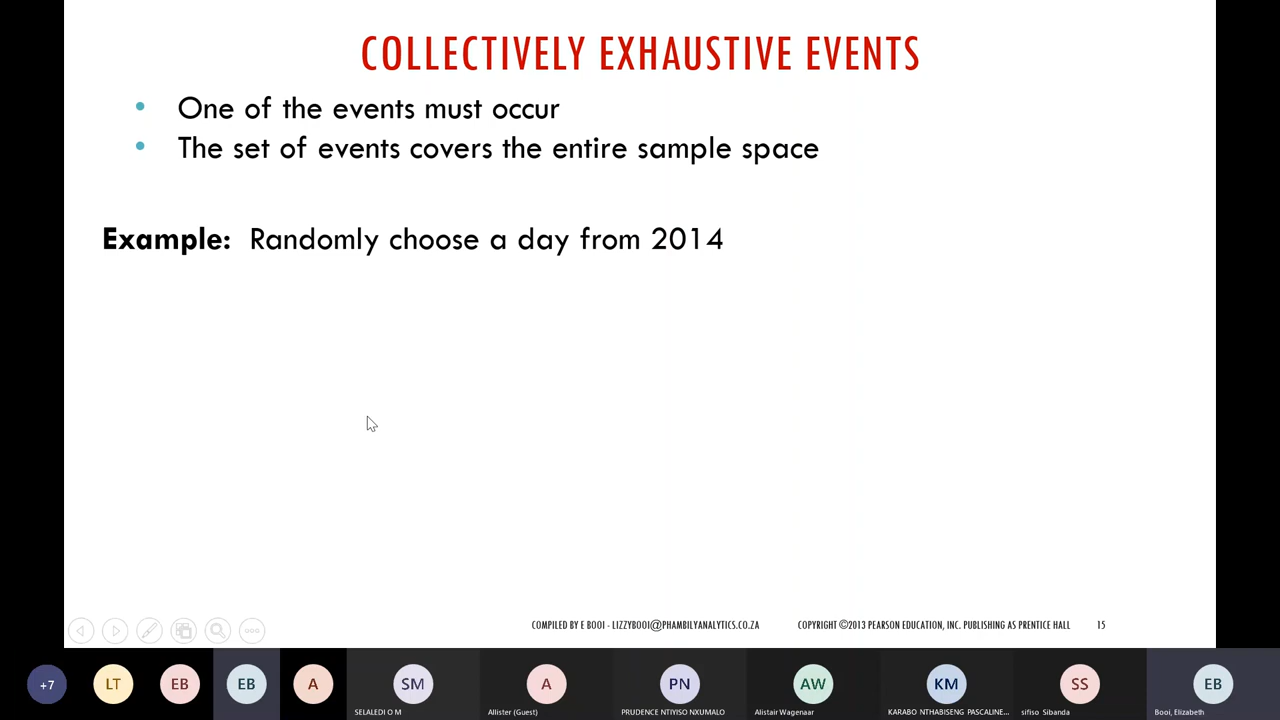 COLLECTIVELY EXHAUSTIVE EVENTS
• One of the events must occur
• The set of events covers the entire sample space
Example: Randomly choose a day from 2014
COMPILED BY E BOOI - LIZZYBOOI@PHAMBILYANALYTICS.CO.ZA COPYRIGHT ©2013 PEARSON EDUCATION, INC. PUBLISHING AS PRENTICE HALL 15
+7 LT EB EB A SM A PN AW KM SS EB
SELALEDI O M Allister (Guest) PRUDENCE NTIYISO NXUMALO Alistair Wagenaar KARABO NTHABISENG PASCALINE... sifiso Sibanda Booi, Elizabeth